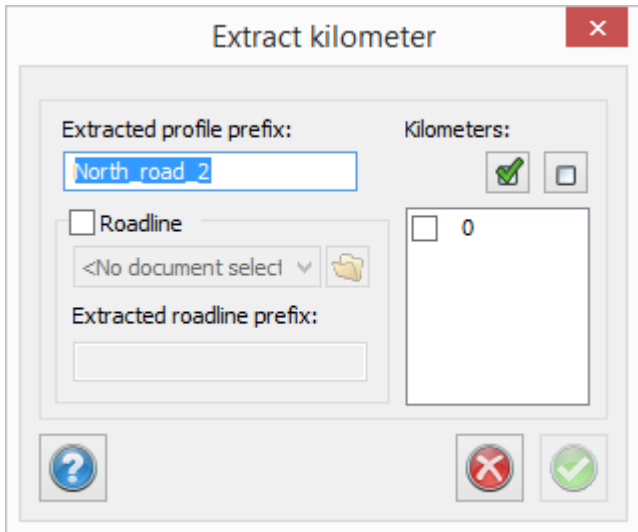 Extract kilometer
Extracted profile prefix:
North_road_2
Roadline
<No document select
Extracted roadline prefix:
Kilometers:
0